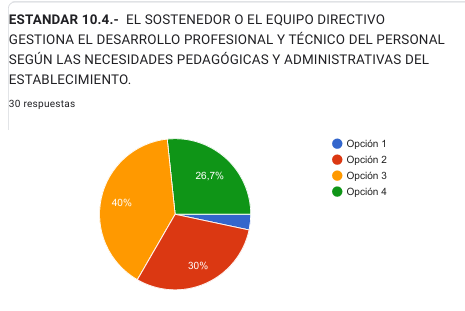 ESTANDAR 10.4.- EL SOSTENEDOR O EL EQUIPO DIRECTIVO
GESTIONA EL DESARROLLO PROFESIONAL Y TÉCNICO DEL PERSONAL
SEGÚN LAS NECESIDADES PEDAGÓGICAS Y ADMINISTRATIVAS DEL
ESTABLECIMIENTO.
30 respuestas
Opción 1
Opción 2
Opción 3
Opción 4
26,7%
40%
30%